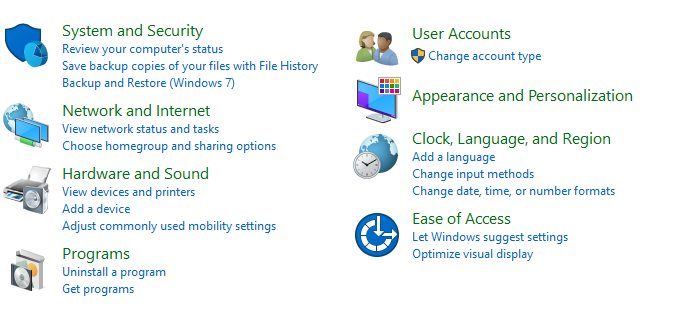 System and Security
Review your computer's status
Save backup copies of your files with File History
Backup and Restore (Windows 7)
Network and Internet
View network status and tasks
Choose homegroup and sharing options
Hardware and Sound
View devices and printers
Add a device
Adjust commonly used mobility settings
Programs
Uninstall a program
Get programs
User Accounts
Change account type
Appearance and Personalization
Clock, Language, and Region
Add a language
Change input methods
Change date, time, or number formats
Ease of Access
Let Windows suggest settings
Optimize visual display